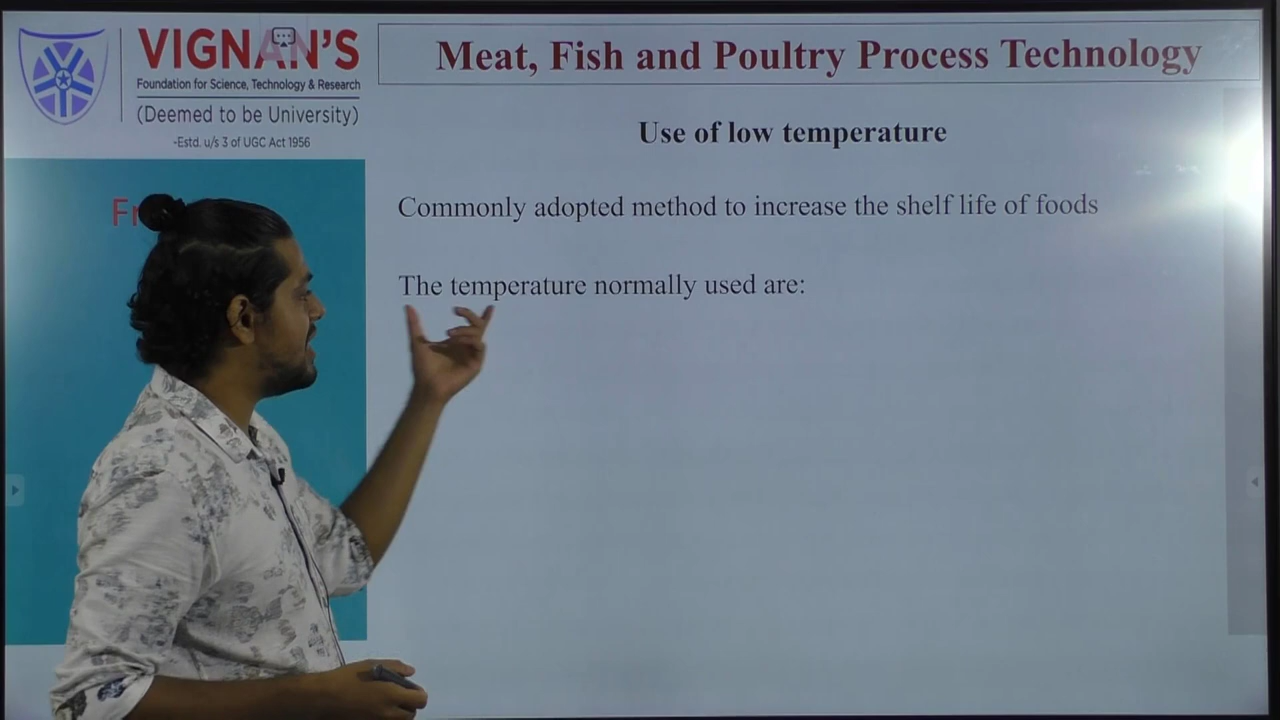 VIGNAN'S
Foundation for Science, Technology & Research
(Deemed to be University)
-Estd. u/s 3 of UGC Act 1956
Meat, Fish and Poultry Process Technology
Use of low temperature
Commonly adopted method to increase the shelf life of foods
The temperature normally used are: